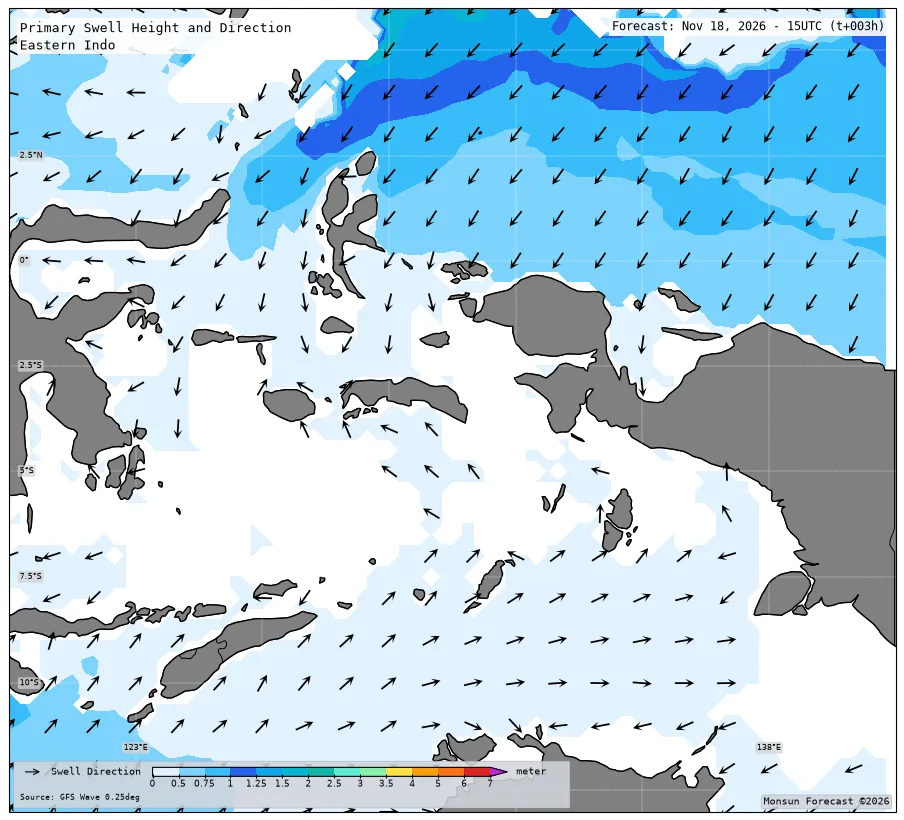 Primary Swell Height and Direction
Eastern Indo
Forecast: Nov 18, 2026 - 15UTC (t+003h)
2.5°N
0°
2.5°S
5°S
7.5°S
10°S
123°E
138°E
Swell Direction
0 0.5 0.75 1 1.25 1.5 2 2.5 3 3.5 4 5 6 7
meter
Source: GFS Wave 0.25deg
Monsun Forecast ©2026